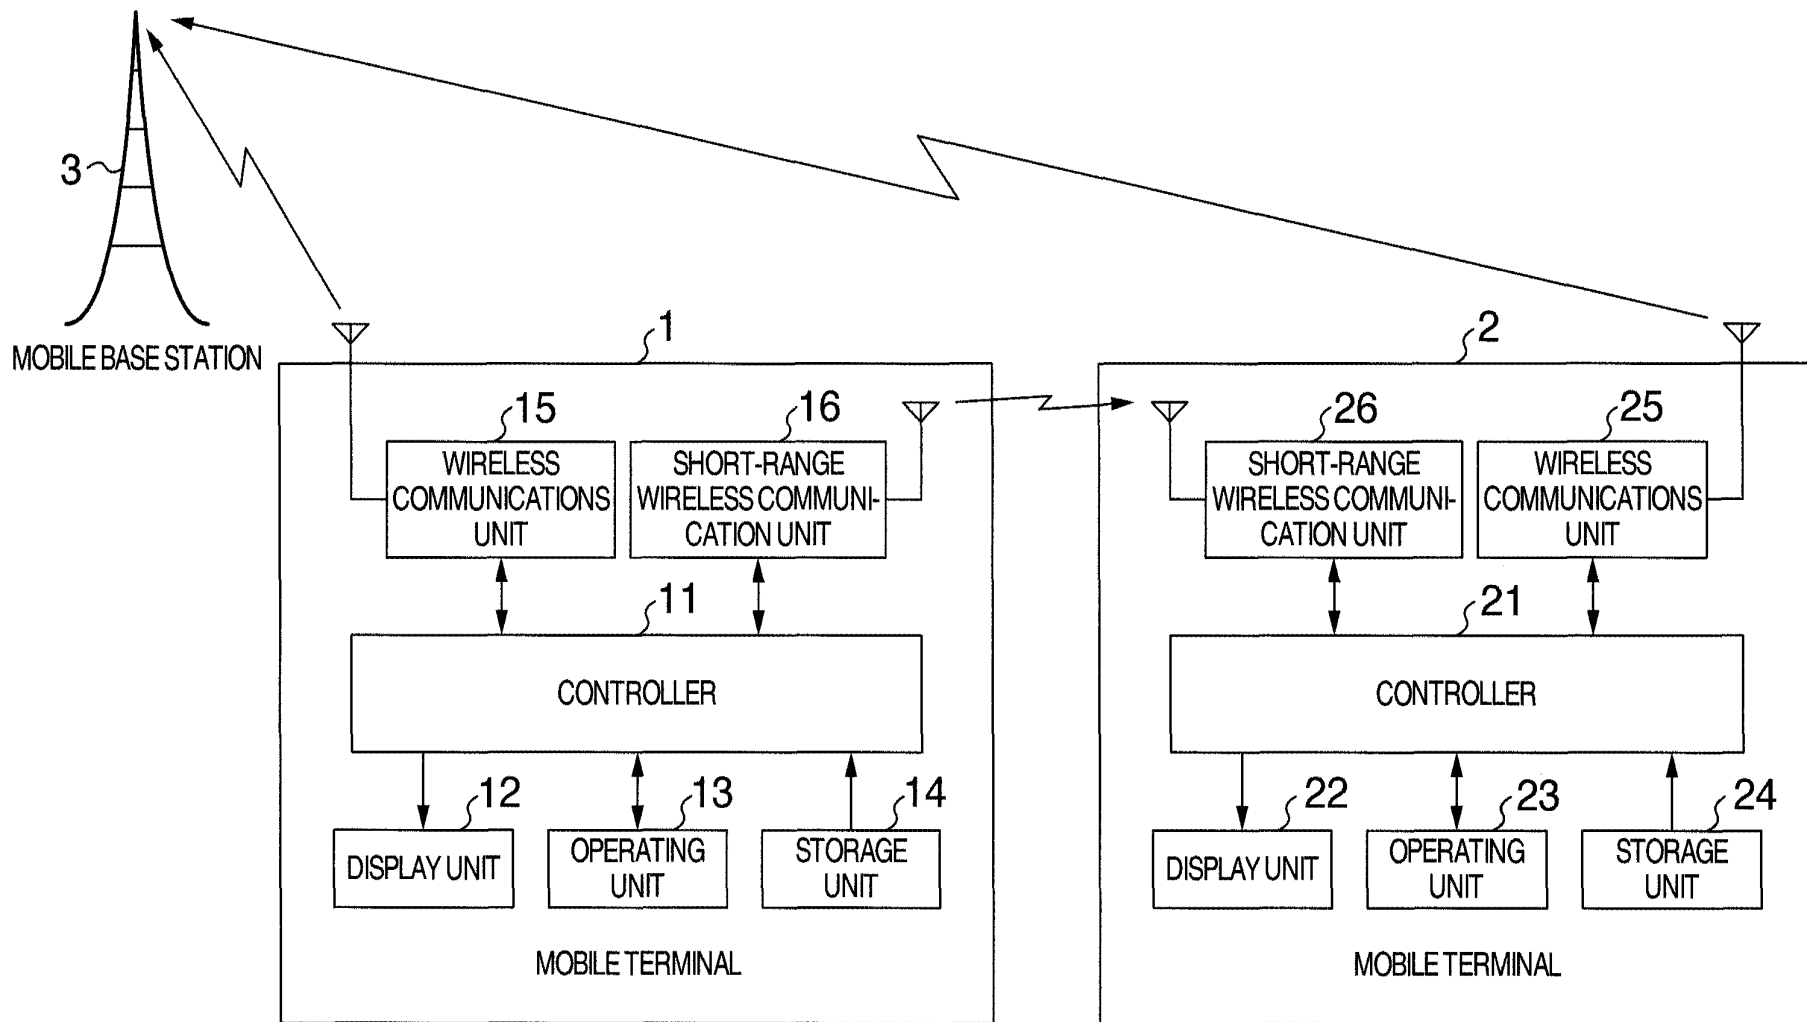 3
MOBILE BASE STATION
1
2
15
16
26
25
WIRELESS
COMMUNICATIONS
UNIT
SHORT-RANGE
WIRELESS COMMUNI-
CATION UNIT
SHORT-RANGE
WIRELESS COMMUNI-
CATION UNIT
WIRELESS
COMMUNICATIONS
UNIT
11
21
CONTROLLER
CONTROLLER
12
13
14
22
23
24
DISPLAY UNIT
OPERATING
UNIT
STORAGE
UNIT
DISPLAY UNIT
OPERATING
UNIT
STORAGE
UNIT
MOBILE TERMINAL
MOBILE TERMINAL